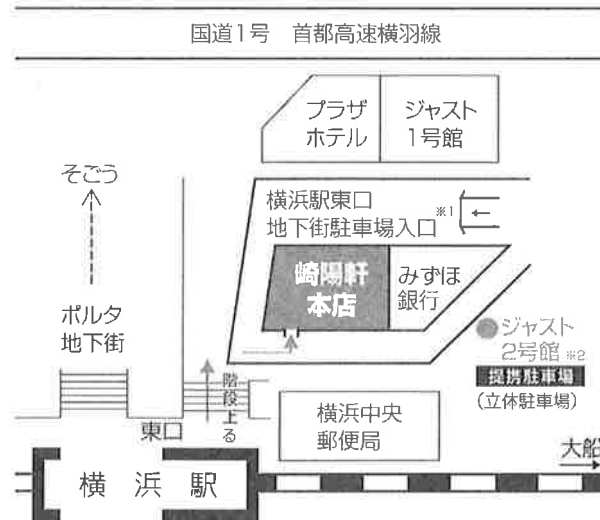 国道1号 首都高速横羽線
プラザ
ホテル
ジャスト
1号館
そごう
横浜駅東口
地下街駐車場入口※1
崎陽軒
本店
みずほ
銀行
ポルタ
地下街
ジャスト
2号館 ※2
提携駐車場
(立体駐車場)
階段上る
東口
横浜中央
郵便局
大船
横浜駅